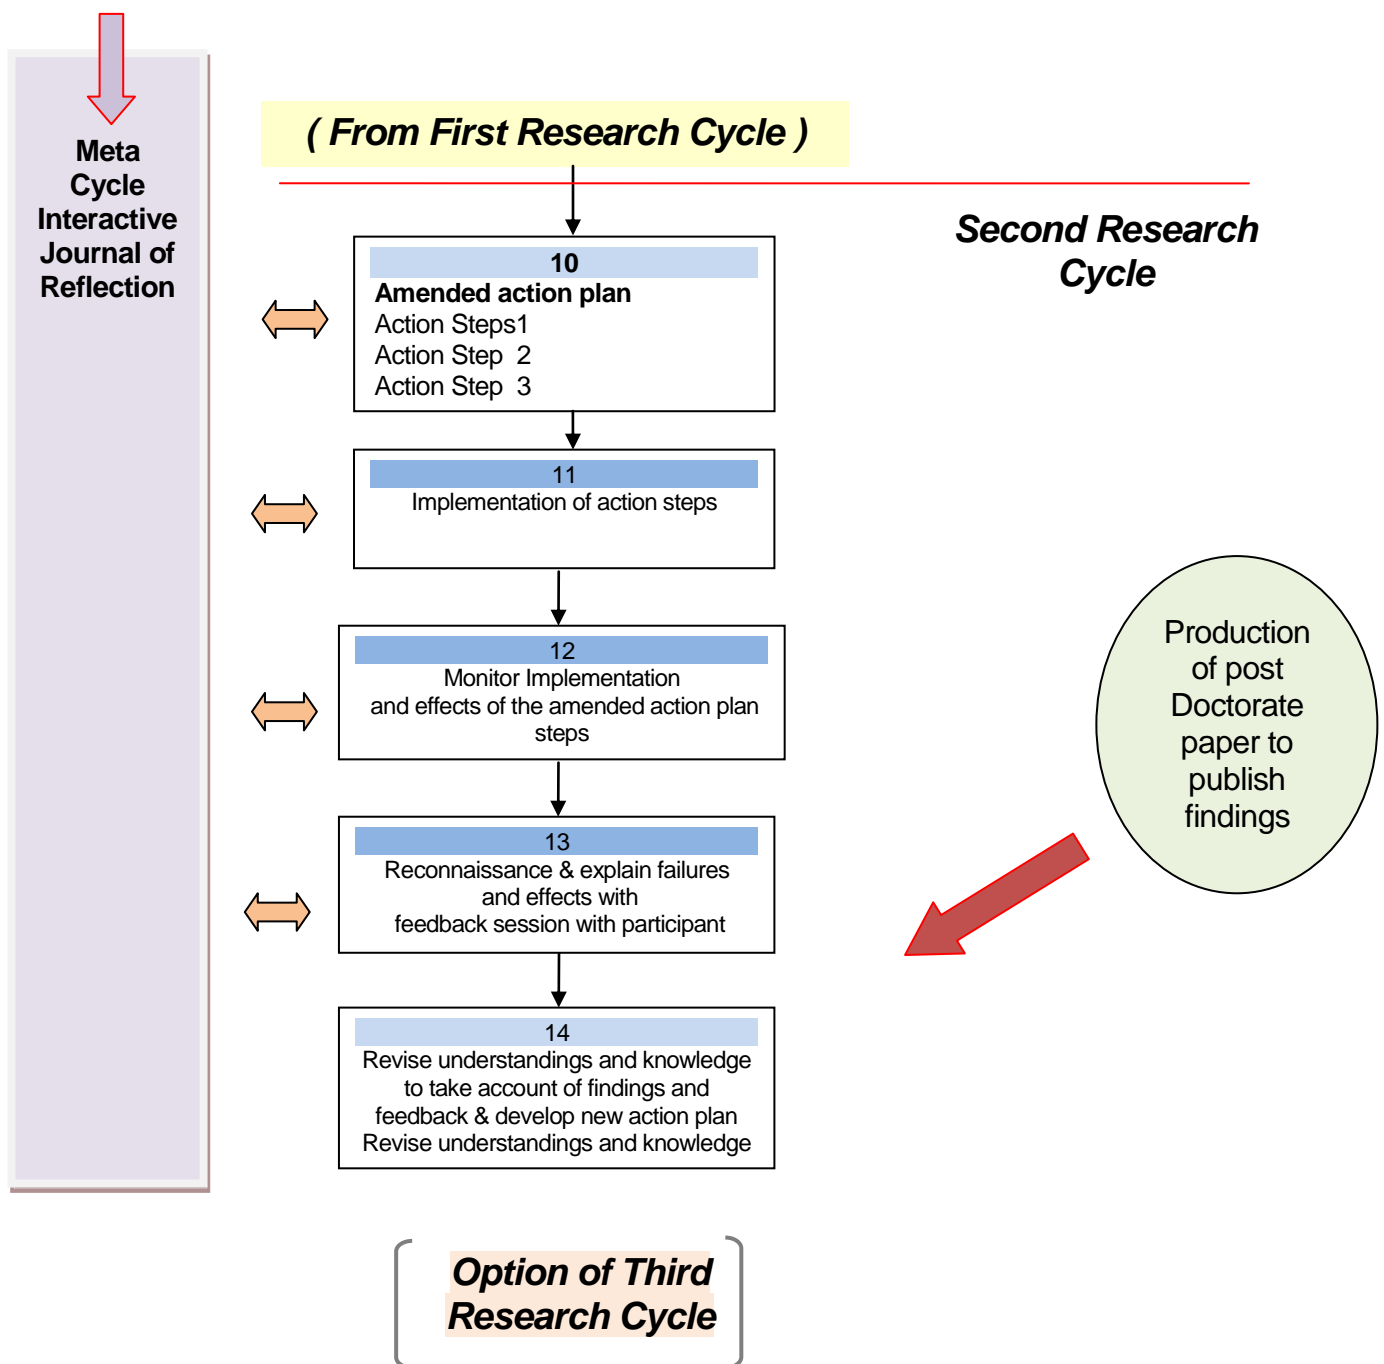 Meta
Cycle
Interactive
Journal of
Reflection
( From First Research Cycle )
Second Research
Cycle
10
Amended action plan
Action Steps1
Action Step  2
Action Step  3
11
Implementation of action steps
12
Monitor Implementation
and effects of the amended action plan
steps
13
Reconnaissance & explain failures
and effects with
feedback session with participant
14
Revise understandings and knowledge
to take account of findings and
feedback & develop new action plan
Revise understandings and knowledge
Production
of post
Doctorate
paper to
publish
findings
Option of Third
Research Cycle